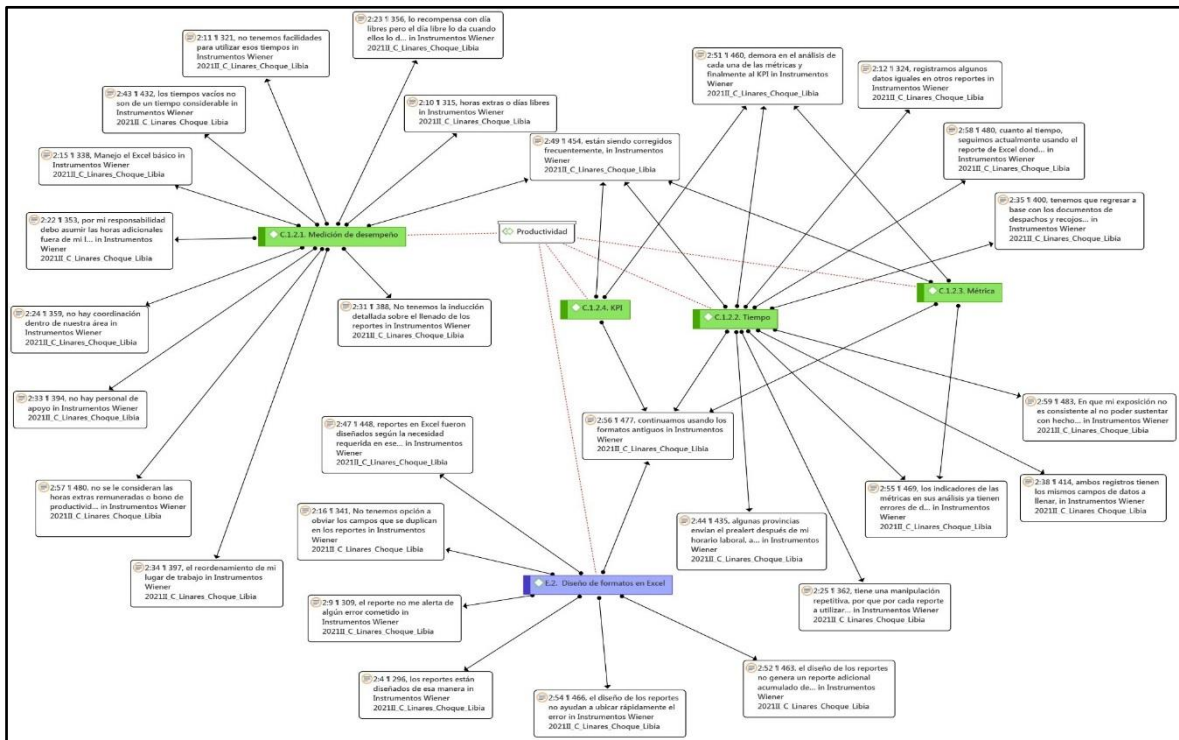 2:23 ¶ 356, lo recompensa con día
libres pero el día libre lo da cuando
ellos lo d... in Instrumentos Wiener
2021II_C_Linares_Choque_Libia
2:11 ¶ 321, no tenemos facilidades
para utilizar esos tiempos in
Instrumentos Wiener
2021II_C_Linares_Choque_Libia
2:51 ¶ 460, demora en el análisis de
cada una de las métricas y
finalmente al KPI in Instrumentos
Wiener
2021II_C_Linares_Choque_Libia
2:12 ¶ 324, registramos algunos
datos iguales en otros reportes in
Instrumentos Wiener
2021II_C_Linares_Choque_Libia
2:43 ¶ 432, los tiempos vacíos no
son de un tiempo considerable in
Instrumentos Wiener
2021II_C_Linares_Choque_Libia
2:10 ¶ 315, horas extras o días libres
in Instrumentos Wiener
2021II_C_Linares_Choque_Libia
2:58 ¶ 480, cuanto al tiempo,
seguimos actualmente usando el
reporte de Excel dond... in
Instrumentos Wiener
2021II_C_Linares_Choque_Libia
2:49 ¶ 454, están siendo corregidos
frecuentemente, in Instrumentos
Wiener
2021II_C_Linares_Choque_Libia
2:15 ¶ 338, Manejo el Excel básico in
Instrumentos Wiener
2021II_C_Linares_Choque_Libia
2:35 ¶ 400, tenemos que regresar a
base con los documentos de
despachos y recojos... in
Instrumentos Wiener
2021II_C_Linares_Choque_Libia
2:22 ¶ 353, por mi responsabilidad
debo asumir las horas adicionales
fuera de mi l... in Instrumentos
Wiener
2021II_C_Linares_Choque_Libia
C.1.2.1. Medición de desempeño
Productividad
C.1.2.3. Métrica
C.1.2.4. KPI
C.1.2.2. Tiempo
2:24 ¶ 359, no hay coordinación
dentro de nuestra área in
Instrumentos Wiener
2021II_C_Linares_Choque_Libia
2:31 ¶ 388, No tenemos la inducción
detallada sobre el llenado de los
reportes in Instrumentos Wiener
2021II_C_Linares_Choque_Libia
2:33 ¶ 394, no hay personal de
apoyo in Instrumentos Wiener
2021II_C_Linares_Choque_Libia
2:59 ¶ 483, En que mi exposición no
es consistente al no poder sustentar
con hecho... in Instrumentos Wiener
2021II_C_Linares_Choque_Libia
2:47 ¶ 448, reportes en Excel fueron
diseñados según la necesidad
requerida en ese... in Instrumentos
Wiener
2021II_C_Linares_Choque_Libia
2:56 ¶ 477, continuamos usando los
formatos antiguos in Instrumentos
Wiener
2021II_C_Linares_Choque_Libia
2:57 ¶ 480, no se le consideran las
horas extras remuneradas o bono de
productivid... in Instrumentos
Wiener
2021II_C_Linares_Choque_Libia
2:55 ¶ 469, los indicadores de las
métricas en sus análisis ya tienen
errores de d... in Instrumentos
Wiener
2021II_C_Linares_Choque_Libia
2:38 ¶ 414, ambos registros tienen
los mismos campos de datos a
llenar, in Instrumentos Wiener
2021II_C_Linares_Choque_Libia
2:16 ¶ 341, No tenemos opción a
obviar los campos que se duplican
en los reportes in Instrumentos
Wiener
2021II_C_Linares_Choque_Libia
2:44 ¶ 435, algunas provincias
envian el prealert después de mi
horario laboral, a... in Instrumentos
Wiener
2021II_C_Linares_Choque_Libia
2:34 ¶ 397, el reordenamiento de mi
lugar de trabajo in Instrumentos
Wiener
2021II_C_Linares_Choque_Libia
E.2. Diseño de formatos en Excel
2:25 ¶ 362, tiene una manipulación
repetitiva, por que por cada reporte
a utilizar... in Instrumentos Wiener
2021II_C_Linares_Choque_Libia
2:9 ¶ 309, el reporte no me alerta de
algún error cometido in
Instrumentos Wiener
2021II_C_Linares_Choque_Libia
2:4 ¶ 296, los reportes están
diseñados de esa manera in
Instrumentos Wiener
2021II_C_Linares_Choque_Libia
2:54 ¶ 466, el diseño de los reportes
no ayudan a ubicar rápidamente el
error in Instrumentos Wiener
2021II_C_Linares_Choque_Libia
2:52 ¶ 463, el diseño de los reportes
no genera un reporte adicional
acumulado de... in Instrumentos
Wiener
2021II_C_Linares_Choque_Libia